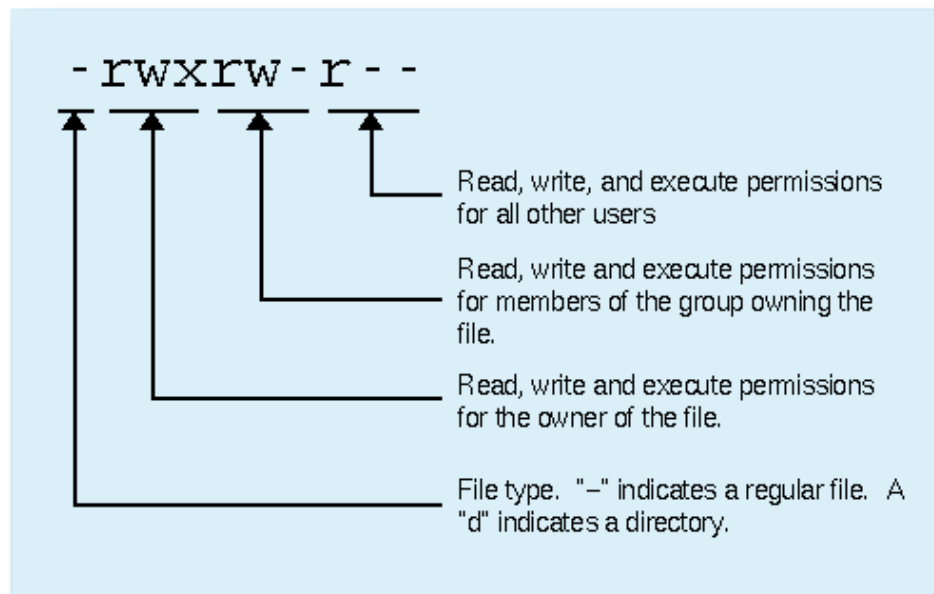 -rwxrw-r--
Read, write, and execute permissions
for all other users
Read, write and execute permissions
for members of the group owning the
file.
Read, write and execute permissions
for the owner of the file.
File type. "–" indicates a regular file. A
"d" indicates a directory.